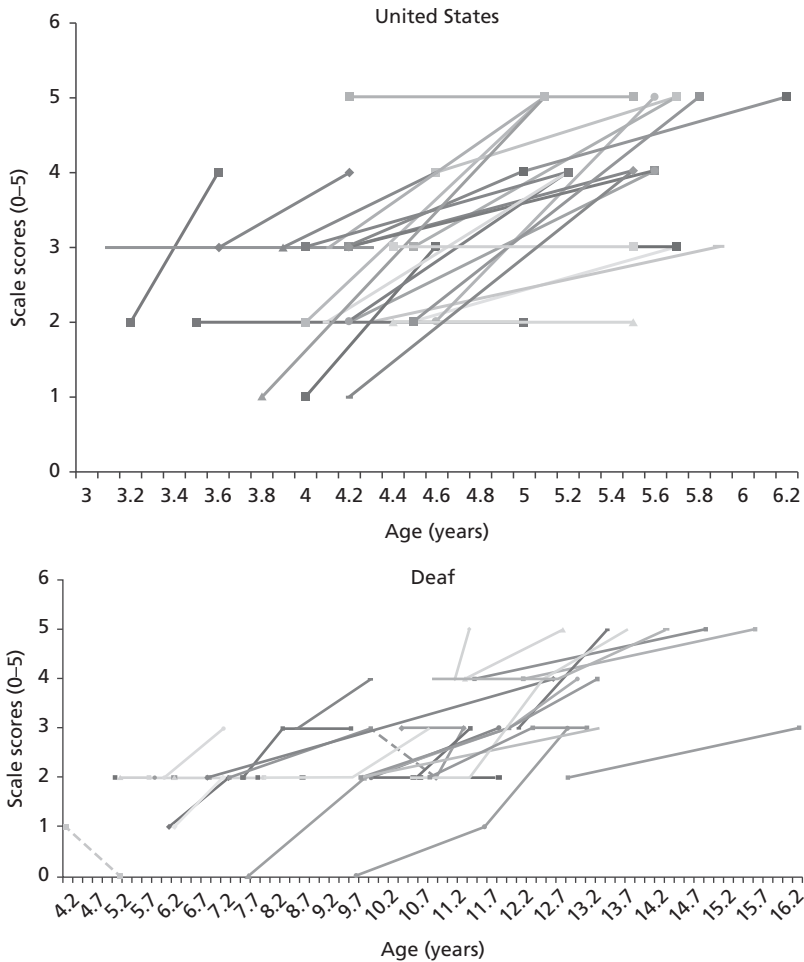 United States
6
5
4
3
2
1
0
Scale scores (0–5)
3 3.2 3.4 3.6 3.8 4 4.2 4.4 4.6 4.8 5 5.2 5.4 5.6 5.8 6 6.2
Age (years)
Deaf
6
5
4
3
2
1
0
Scale scores (0–5)
4.2 4.7 5.2 5.7 6.2 6.7 7.2 7.7 8.2 8.7 9.2 9.7 10.2 10.7 11.2 11.7 12.2 12.7 13.2 13.7 14.2 14.7 15.2 15.7 16.2
Age (years)